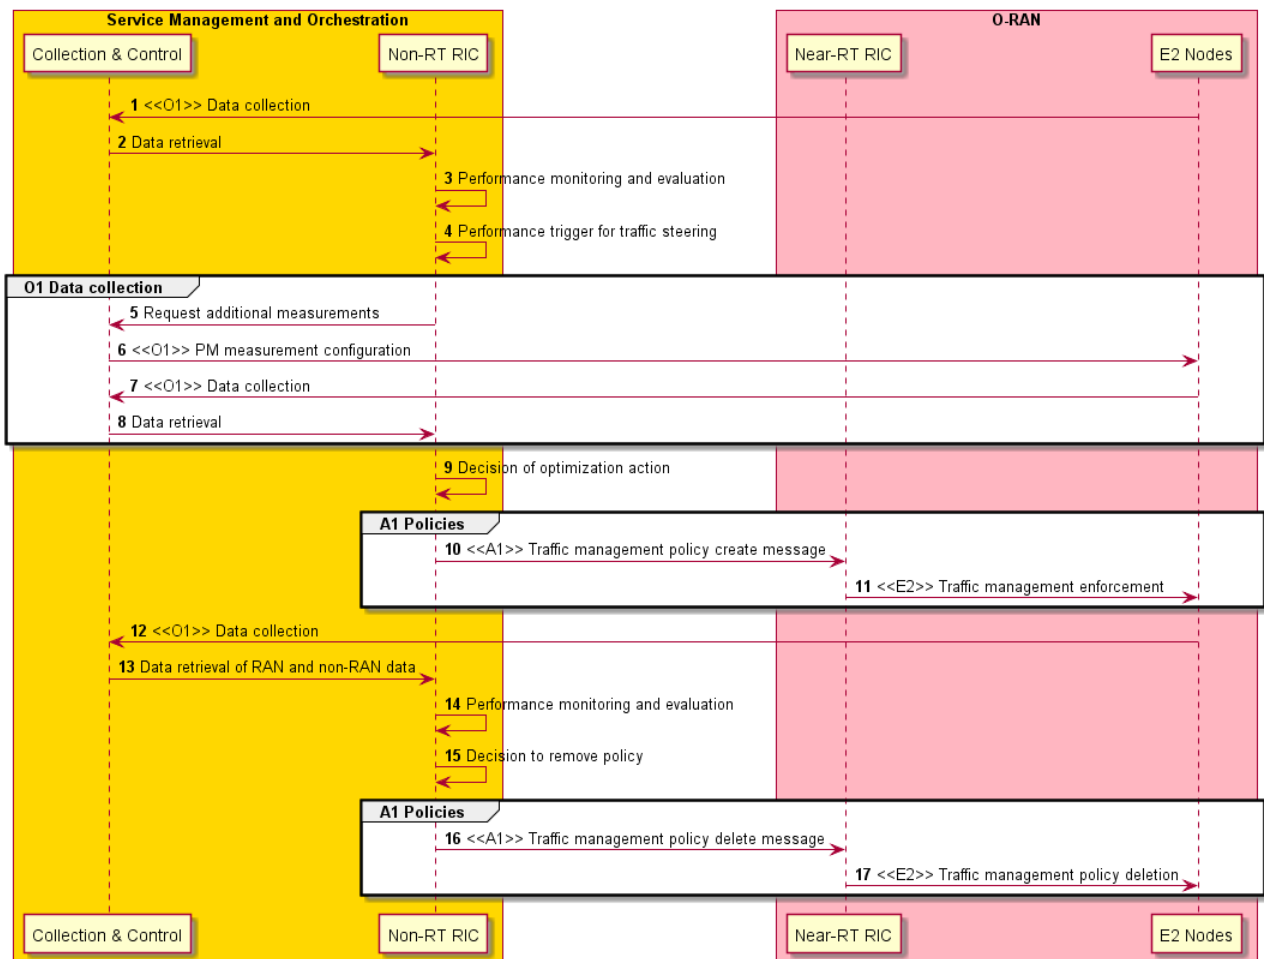 Service Management and Orchestration
O-RAN
Collection & Control
Non-RT RIC
Near-RT RIC
E2 Nodes
1 <<O1>> Data collection
2 Data retrieval
3 Performance monitoring and evaluation
4 Performance trigger for traffic steering
O1 Data collection
5 Request additional measurements
6 <<O1>> PM measurement configuration
7 <<O1>> Data collection
8 Data retrieval
9 Decision of optimization action
A1 Policies
10 <<A1>> Traffic management policy create message
11 <<E2>> Traffic management enforcement
12 <<O1>> Data collection
13 Data retrieval of RAN and non-RAN data
14 Performance monitoring and evaluation
15 Decision to remove policy
A1 Policies
16 <<A1>> Traffic management policy delete message
17 <<E2>> Traffic management policy deletion
Collection & Control
Non-RT RIC
Near-RT RIC
E2 Nodes